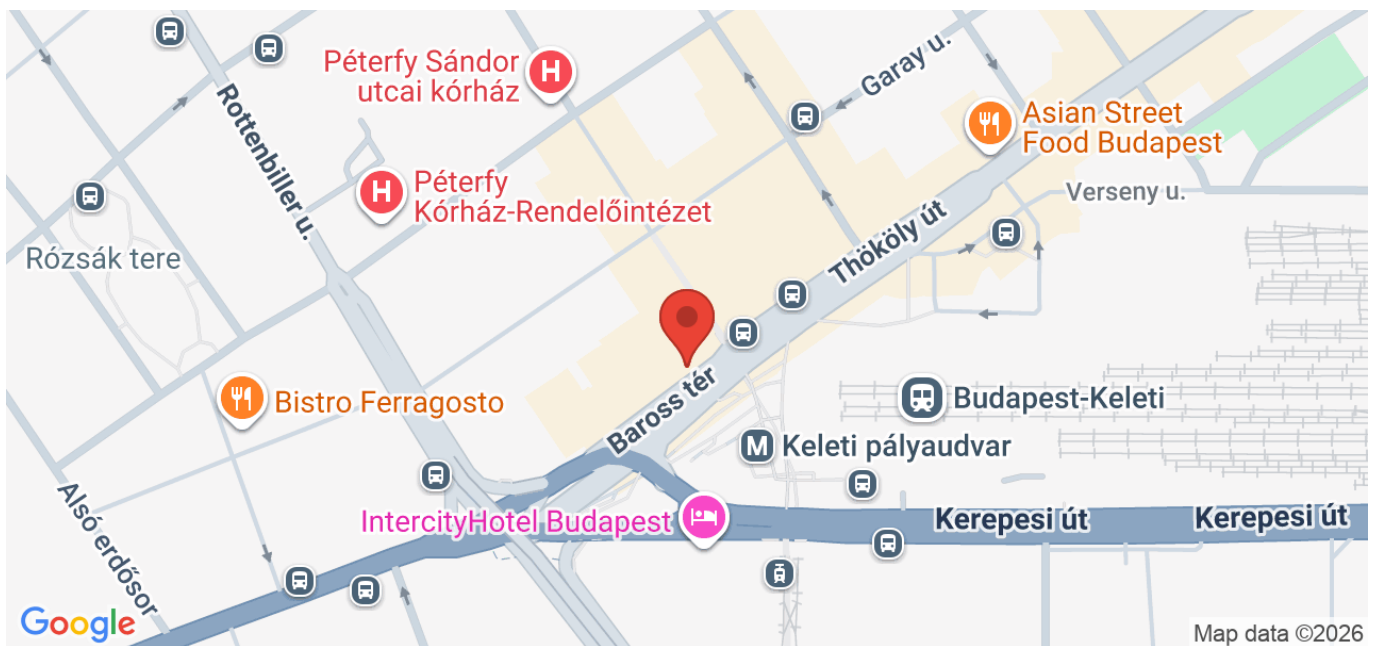 Péterfy Sándor
utcai kórház
Garay u.
Rottenbiller u.
Asian Street
Food Budapest
Péterfy
Kórház-Rendelőintézet
Verseny u.
Rózsák tere
Thököly út
Bistro Ferragosto
Baross tér
Budapest-Keleti
M
Keleti pályaudvar
Alsó erdősor
IntercityHotel Budapest
Kerepesi út
Kerepesi út
H
H
Google
Map data ©2026